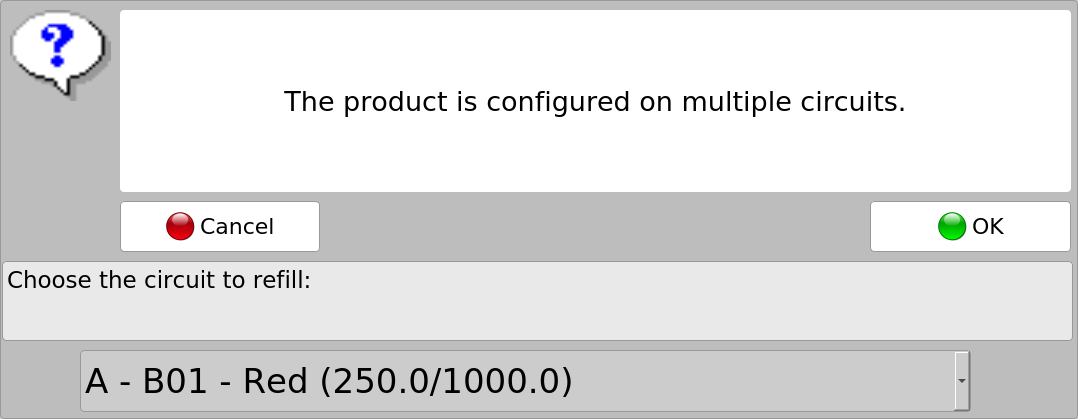 The product is configured on multiple circuits.
Cancel
OK
Choose the circuit to refill:
A - B01 - Red (250.0/1000.0)